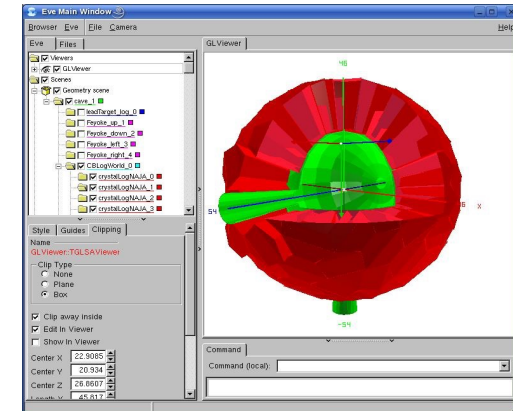 Eve Main Window
Browser Eve File Camera Help
Eve Files
Viewers
GLViewer
Scenes
Geometry scene
cave_1
leadTarget_log_0
Feyoke_up_1
Feyoke_down_2
Feyoke_left_3
Feyoke_right_4
CBLogWorld_0
crystalLogNAJA_0
crystalLogNAJA_1
crystalLogNAJA_2
crystalLogNAJA_3
Style Guides Clipping
Name
GLViewer::TGLSAViewer
Clip Type
None
Plane
Box
Clip away inside
Edit In Viewer
Show In Viewer
Center X 22.9085
Center Y 20.934
Center Z 26.8607
Length Y 45.817
GLViewer
54
X
-54
Command
Command (local):